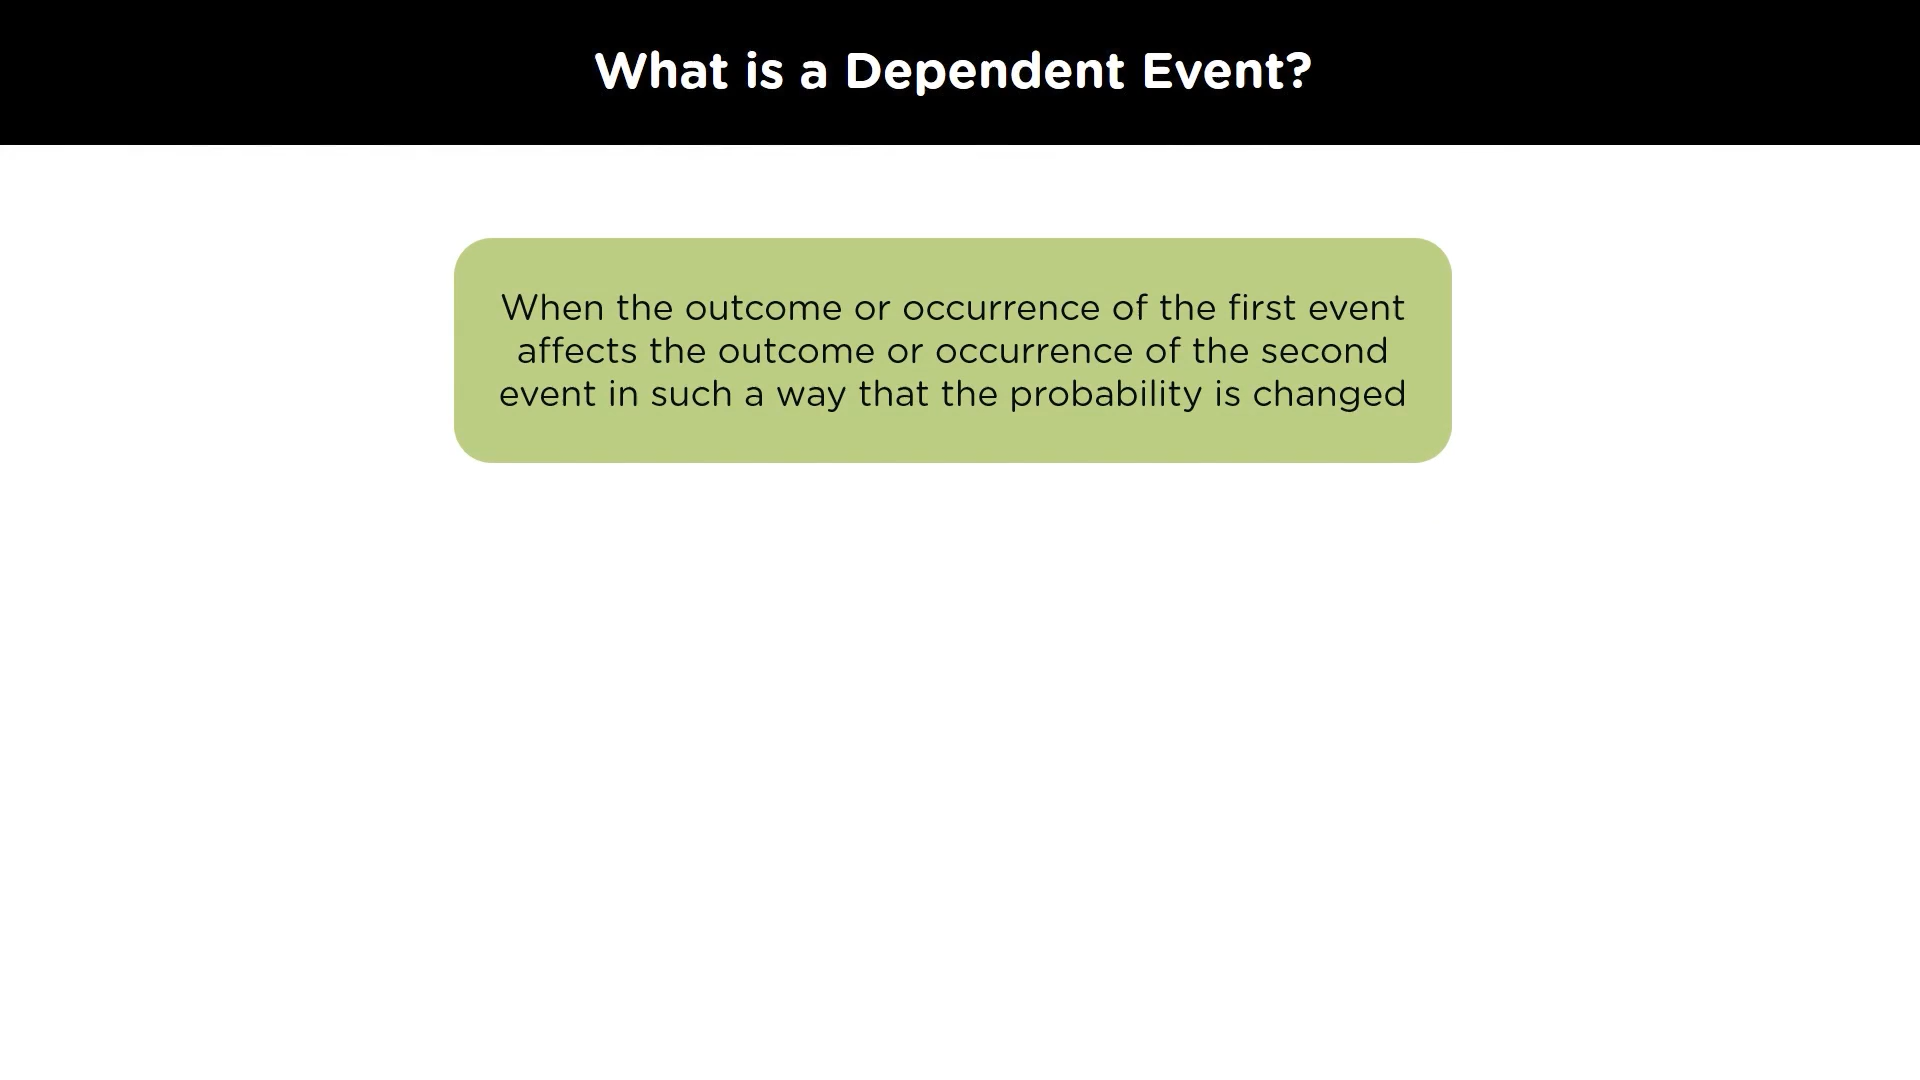 What is a Dependent Event?
When the outcome or occurrence of the first event
affects the outcome or occurrence of the second
event in such a way that the probability is changed